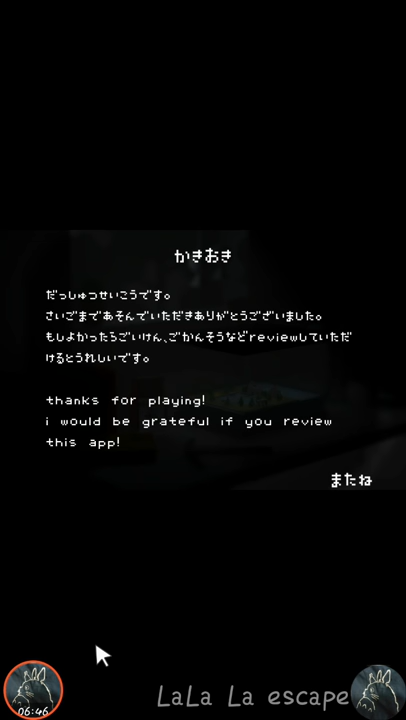 かきおき
だっしゅつせいこうです。
さいごまであそんでいただきありがとうございました。
もしよかったらごいけん、ごかんそうなどreviewしていただ
けるとうれしいです。
thanks for playing!
i would be grateful if you review
this app!
またね
06:46
LaLa La escape